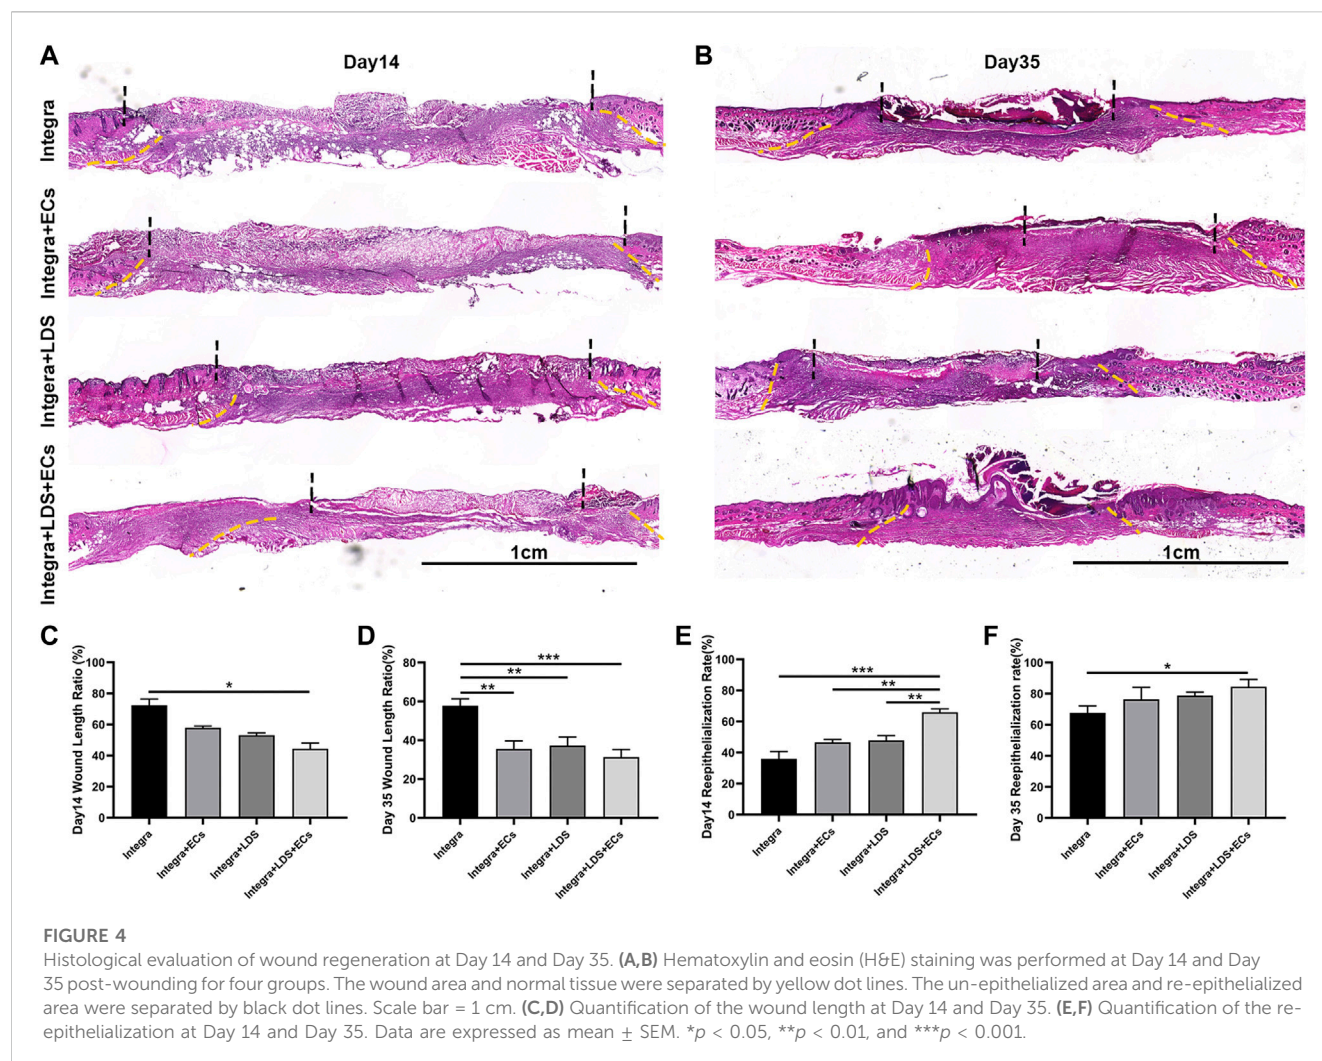 A
Day14
B
Day35
Integra
Integra+ECs
Intgera+LDS
Integra+LDS+ECs
1cm
1cm
C
Day14 Wound Length Ratio (%)
100
80
60
40
20
0
*
Integra
Integra+ECs
Integra+LDS
Integra+LDS+ECs
D
Day 35 Wound Length Ratio(%)
80
60
40
20
0
***
**
**
Integra
Integra+ECs
Integra+LDS
Integra+LDS+ECs
E
Day14 Reepithelialization Rate(%)
100
80
60
40
20
0
***
**
**
Integra
Integra+ECs
Integra+LDS
Integra+LDS+ECs
F
Day 35 Reepithelialization rate(%)
100
80
60
40
20
0
*
Integra
Integra+ECs
Integra+LDS
Integra+LDS+ECs
FIGURE 4
Histological evaluation of wound regeneration at Day 14 and Day 35. (A,B) Hematoxylin and eosin (H&E) staining was performed at Day 14 and Day
35 post-wounding for four groups. The wound area and normal tissue were separated by yellow dot lines. The un-epithelialized area and re-epithelialized
area were separated by black dot lines. Scale bar = 1 cm. (C,D) Quantification of the wound length at Day 14 and Day 35. (E,F) Quantification of the re-
epithelialization at Day 14 and Day 35. Data are expressed as mean ± SEM. *p < 0.05, **p < 0.01, and ***p < 0.001.